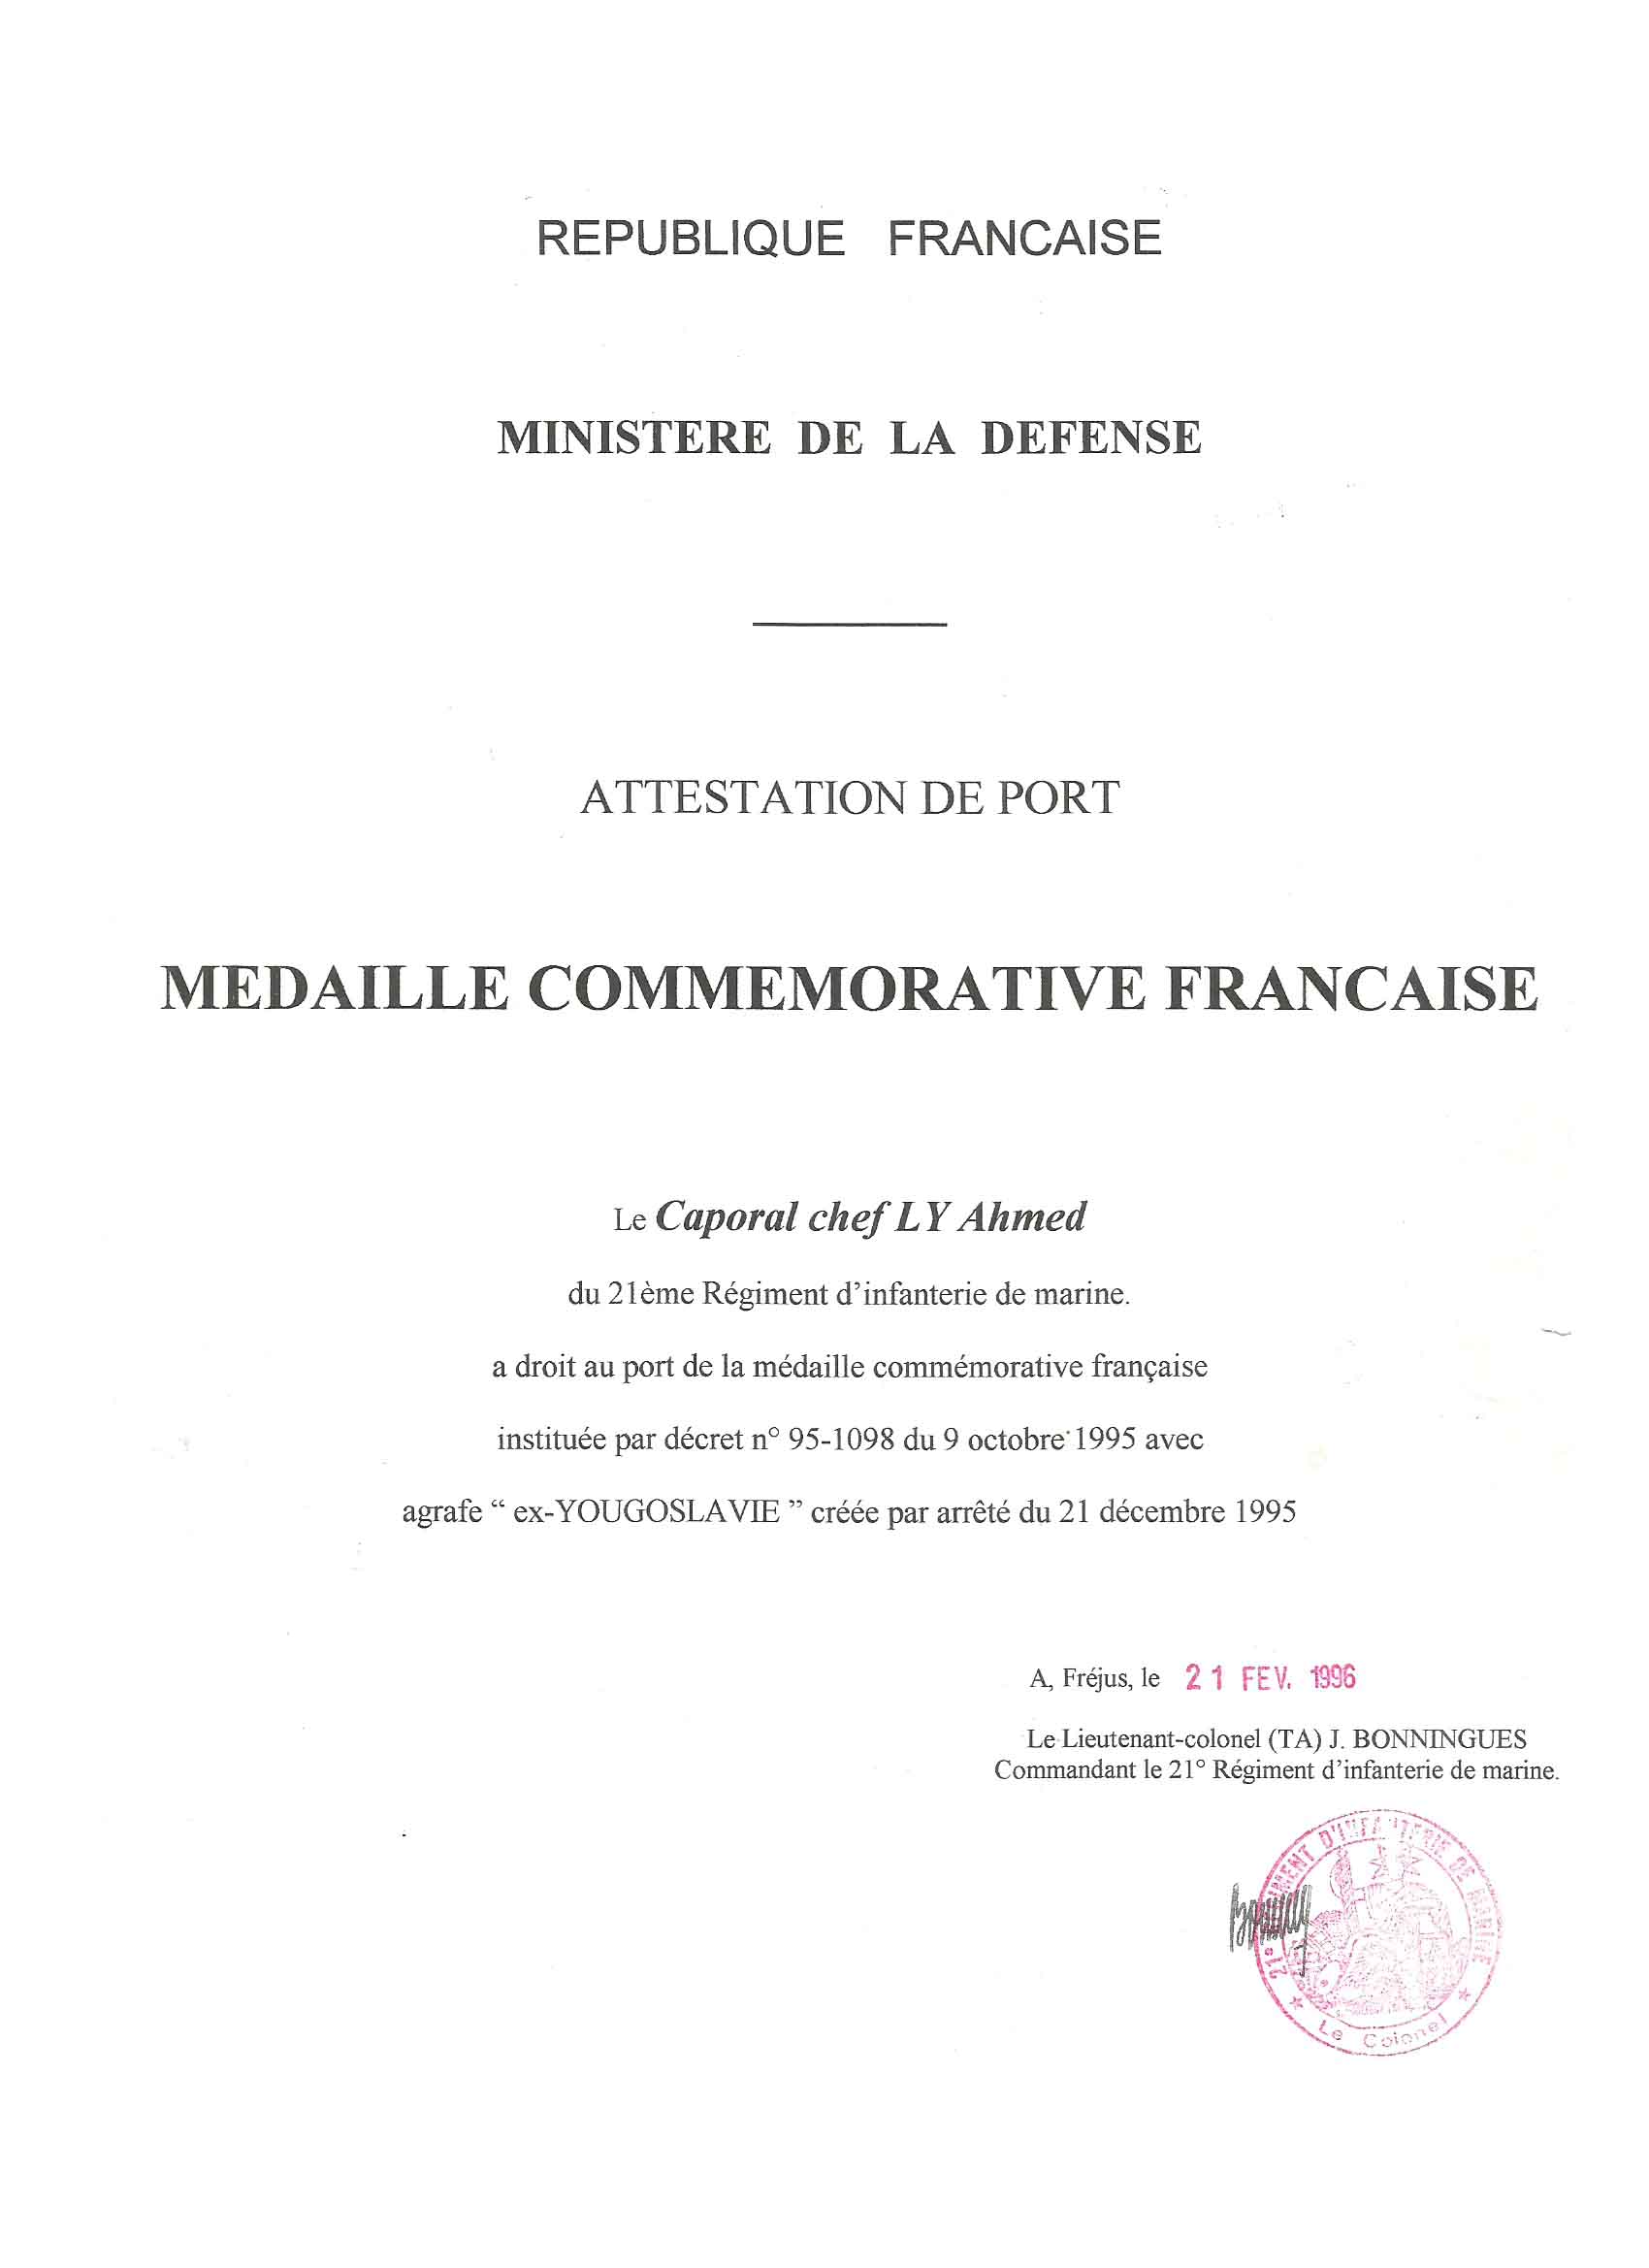 REPUBLIQUE FRANCAISE
MINISTERE DE LA DEFENSE
ATTESTATION DE PORT
MEDAILLE COMMEMORATIVE FRANCAISE
Le Caporal chef LY Ahmed
du 21ème Régiment d'infanterie de marine.
a droit au port de la médaille commémorative française
instituée par décret n° 95-1098 du 9 octobre 1995 avec
agrafe “ ex-YOUGOSLAVIE ” créée par arrêté du 21 décembre 1995
A, Fréjus, le 21 FEV. 1996
Le Lieutenant-colonel (TA) J. BONNINGUES
Commandant le 21° Régiment d'infanterie de marine.
21e D'INFANTERIE DE MARINE
Le Colonel